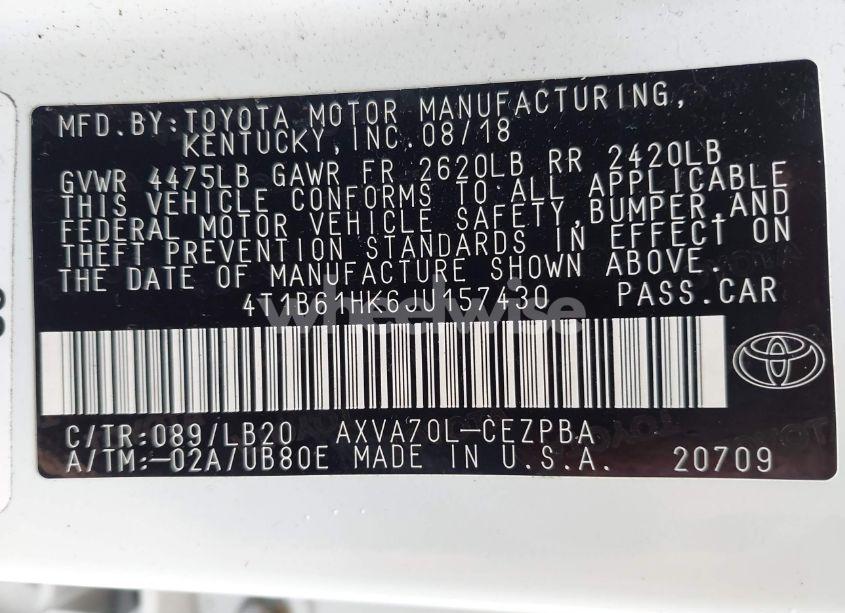 MFD.BY:TOYOTA MOTOR MANUFACTURING,
KENTUCKY,INC.08/18
GVWR 4475LB GAWR FR 2620LB RR 2420LB
THIS VEHICLE CONFORMS TO ALL APPLICABLE
FEDERAL MOTOR VEHICLE SAFETY,BUMPER,AND
THEFT PREVENTION STANDARDS IN EFFECT ON
THE DATE OF MANUFACTURE SHOWN ABOVE.
4T1B61HK6JU157430 PASS.CAR
wheelwise
C/TR:089/LB20 AXVA70L-CEZPBA
A/TM:-02A/UB80E MADE IN U.S.A. 20709